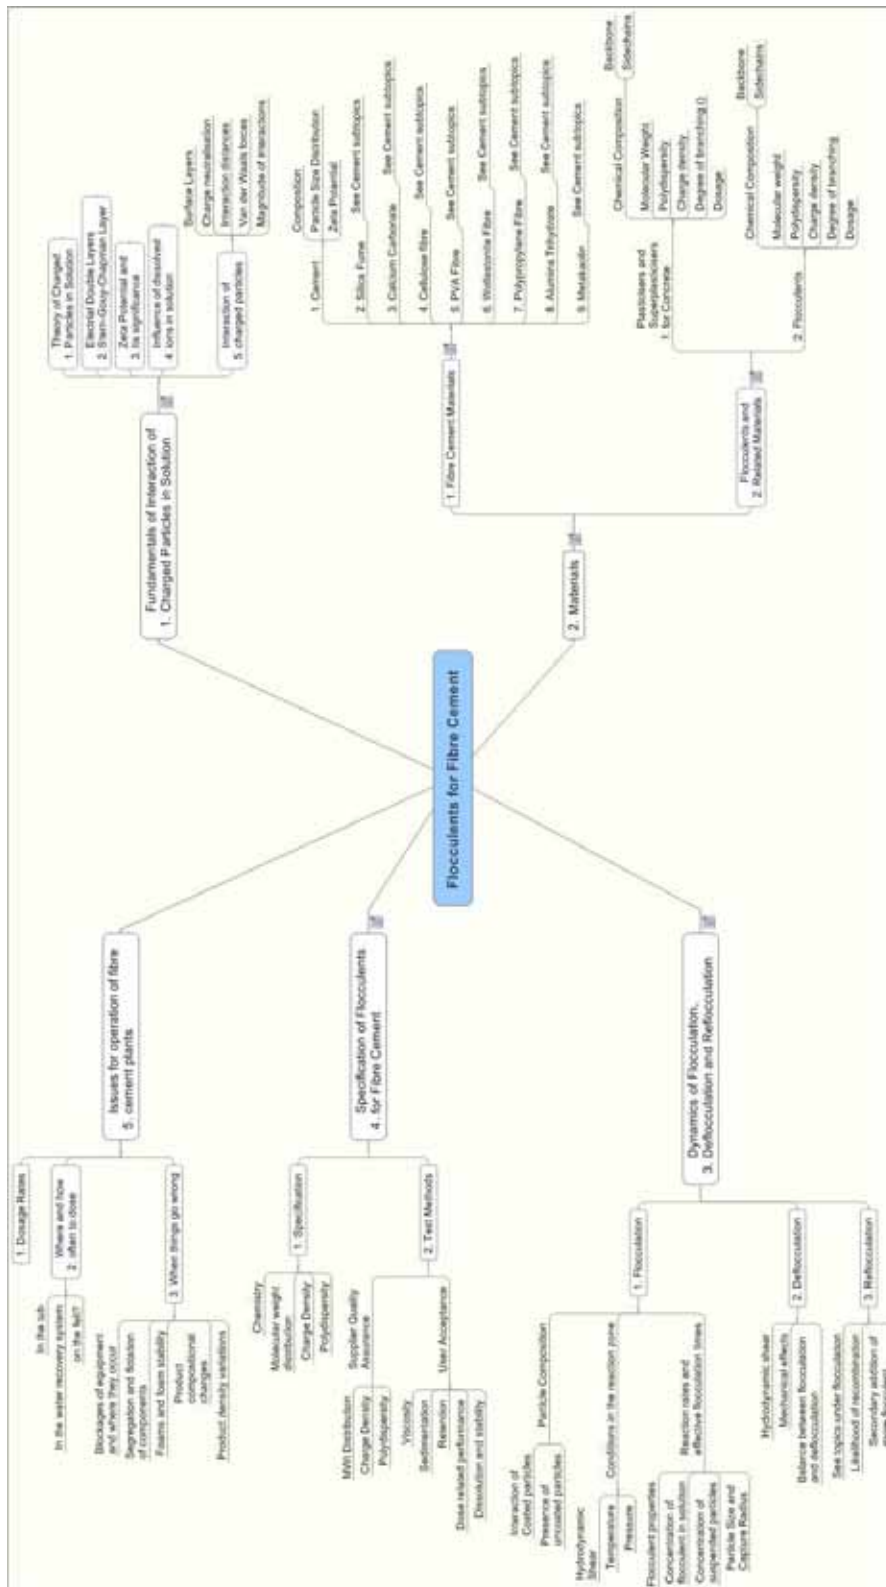 Flocculents for Fibre Cement
Fundamentals of Interaction of
1. Charged Particles in Solution
Theory of Charged
1. Particles in Solution
Electrial Double Layers
2. Stern-Gouy-Chapman Layer
Zeta Potential and
3. its significance
Influence of dissolved
4. ions in solution
Interaction of
5. charged particles
Surface Layers
Charge neutralisation
Interaction distances
Van der Waals forces
Magnitude of Interactions
2. Materials
1. Fibre Cement Materials
1. Cement
Composition
Particle Size Distribution
Zeta Potential
2. Silica Fume
See Cement subtopics
3. Calcium Carbonate
See Cement subtopics
4. Cellulose fibre
See Cement subtopics
5. PVA Fibre
See Cement subtopics
6. Wollastonite Fibre
See Cement subtopics
7. Polypropylene Fibre
See Cement subtopics
8. Alumina Trihydrate
See Cement subtopics
9. Metakaolin
See Cement subtopics
Flocculents and
2. Related Materials
Plasticisers and
Superplasticisers
1. for Concrete
Chemical Composition
Backbone
Sidechains
Molecular Weight
Polydispersity
Charge density
Degree of branching ()
Dosage
2. Flocculents
Chemical Composition
Backbone
Sidechains
Molecular weight
Polydispersity
Charge density
Degree of branching
Dosage
Dynamics of Flocculation,
3. Deflocculation and Reflocculation
1. Flocculation
Particle Composition
Interaction of
Coated particles
Presence of
uncoated particles
Conditions in the reaction zone
Hydrodynamic
Shear
Temperature
Pressure
Reaction rates and
effective flocculation times
Flocculent properties
Concentration of
flocculent in solution
Concentration of
suspended particles
Particle Size and
Capture Radius
2. Deflocculation
Hydrodynamic shear
Mechanical effects
Balance between flocculation
and deflocculation
3. Reflocculation
See topics under flocculation
Likelihood of recombination
Secondary addition of
Specification of Flocculents
4. for Fibre Cement
1. Specification
Chemistry
Molecular weight
distribution
Charge Density
Polydispersity
2. Test Methods
Supplier Quality
Assurance
MWt Distribution
Charge Density
Polydispersity
User Acceptance
Viscosity
Sedimentation
Retention
Dose related performance
Dissolution and stability
Issues for operation of fibre
5. cement plants
1. Dosage Rates
Where and how
2. often to dose
In the tub
In the water recovery system
on the felt?
3. When things go wrong
Blockages of equipment
and where they occur
Segregation and flotation
of components
Foams and foam stability
Product
compositional
changes
Product density variations